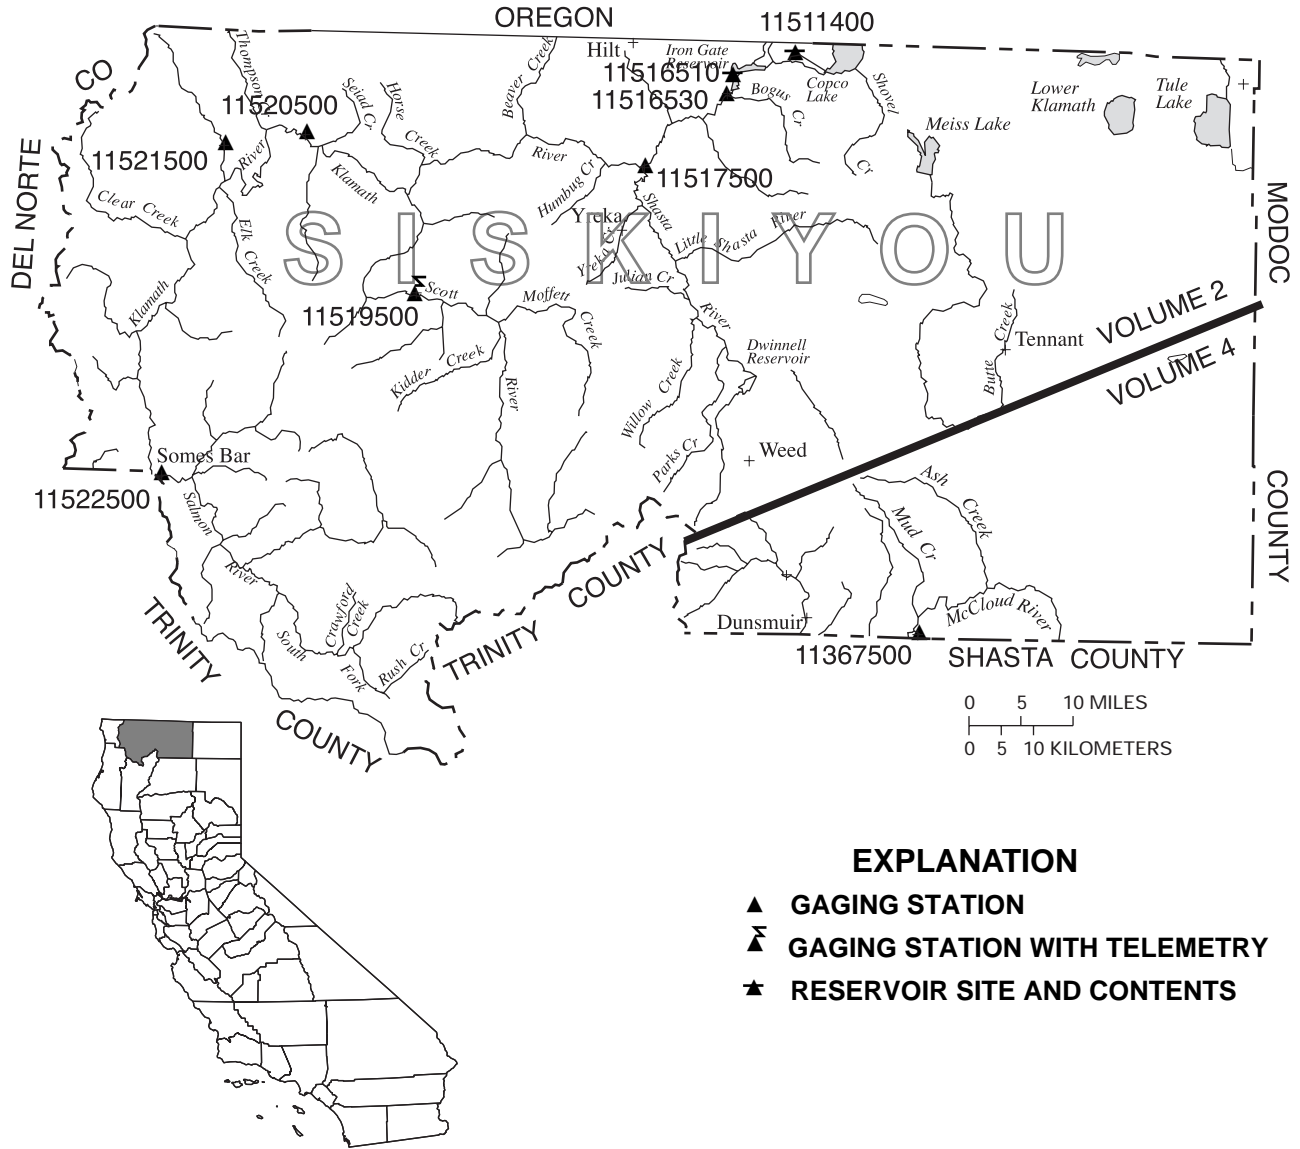 OREGON
11511400
Hilt
Iron Gate
Reservoir
11516510
11516530
Bogus
Cr
Copco
Lake
Shovel
Cr
Lower
Klamath
Tule
Lake
Meiss Lake
CO
DEL NORTE
Thompson
11520500
Seiad Cr
Horse
Creek
Beaver Creek
11521500
River
Klamath
River
Humbug Cr
11517500
Clear Creek
Elk
Creek
Yreka
Shasta
Yreka Cr
Little Shasta River
Julian Cr
SISKIYOU
MODOC
Klamath
Scott
11519500
Moffett
Creek
River
Dwinnell
Reservoir
Butte Creek
Tennant
VOLUME 2
VOLUME 4
Kidder Creek
River
Willow Creek
Parks Cr
Weed
Somes Bar
11522500
Salmon
Ash
Creek
Mud Cr
COUNTY
River
COUNTY
Crawford
Creek
South
Fork
Rush Cr
TRINITY
TRINITY
Dunsmuir
McCloud River
11367500
SHASTA COUNTY
COUNTY
0 5 10 MILES
0 5 10 KILOMETERS
EXPLANATION
GAGING STATION
GAGING STATION WITH TELEMETRY
RESERVOIR SITE AND CONTENTS